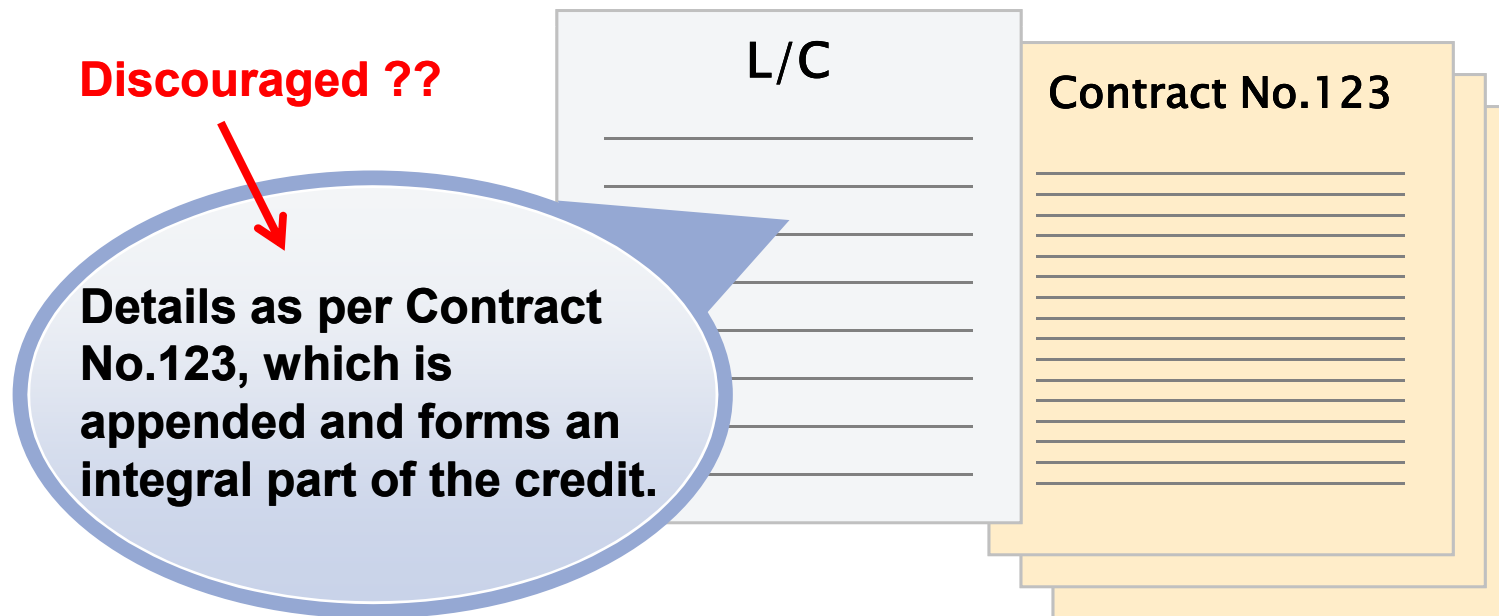 Discouraged ??
L/C
Contract No.123
Details as per Contract
No.123, which is
appended and forms an
integral part of the credit.